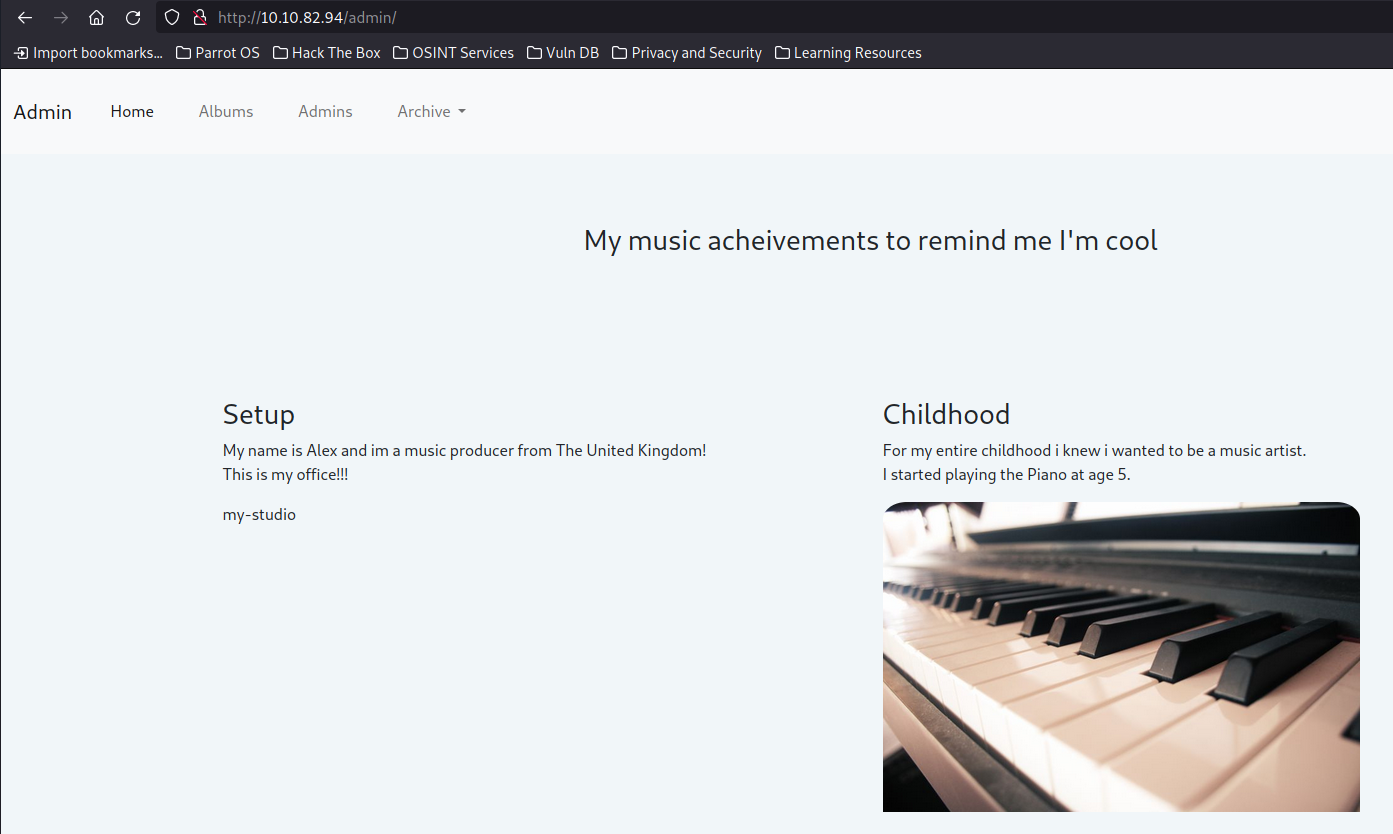 http://10.10.82.94/admin/
Import bookmarks... Parrot OS Hack The Box OSINT Services Vuln DB Privacy and Security Learning Resources
Admin Home Albums Admins Archive
My music acheivements to remind me I'm cool
Setup
My name is Alex and im a music producer from The United Kingdom!
This is my office!!!
my-studio
Childhood
For my entire childhood i knew i wanted to be a music artist.
I started playing the Piano at age 5.